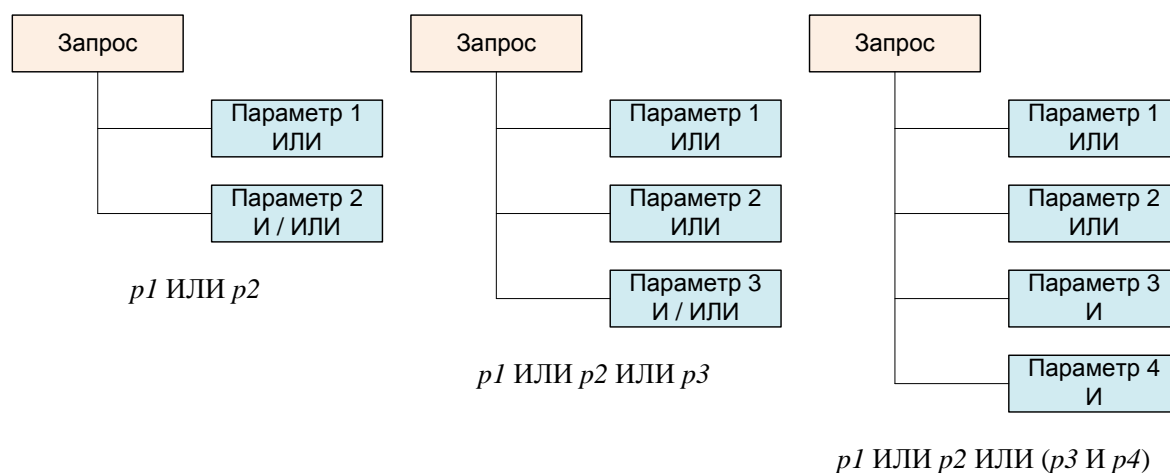 Запрос
Параметр 1
ИЛИ
Параметр 2
И / ИЛИ
p1 ИЛИ p2
Запрос
Параметр 1
ИЛИ
Параметр 2
ИЛИ
Параметр 3
И / ИЛИ
p1 ИЛИ p2 ИЛИ p3
Запрос
Параметр 1
ИЛИ
Параметр 2
ИЛИ
Параметр 3
И
Параметр 4
И
p1 ИЛИ p2 ИЛИ (p3 И p4)